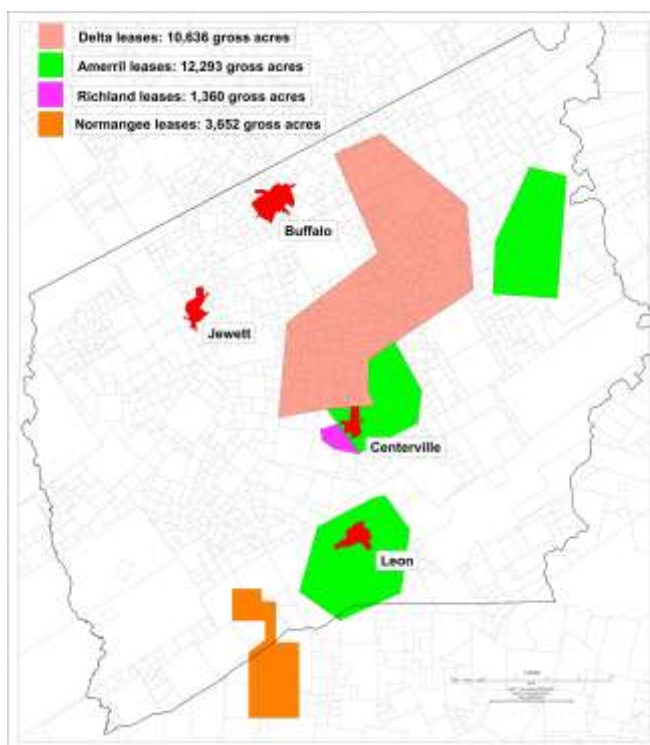 Delta leases: 10,636 gross acres
Amerril leases: 12,293 gross acres
Richland leases: 1,360 gross acres
Normangee leases: 3,652 gross acres
Buffalo
Jewett
Centerville
Leon